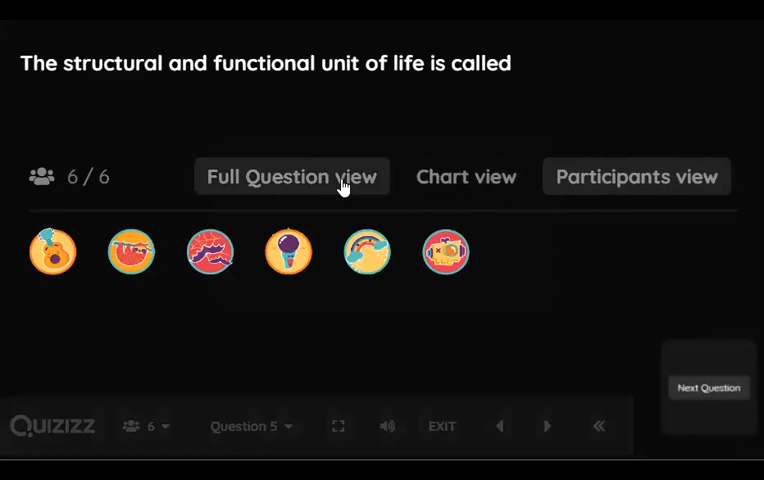 The structural and functional unit of life is called
6 / 6 Full Question view Chart view Participants view
Next Question
QUIZIZZ 6 Question 5 EXIT